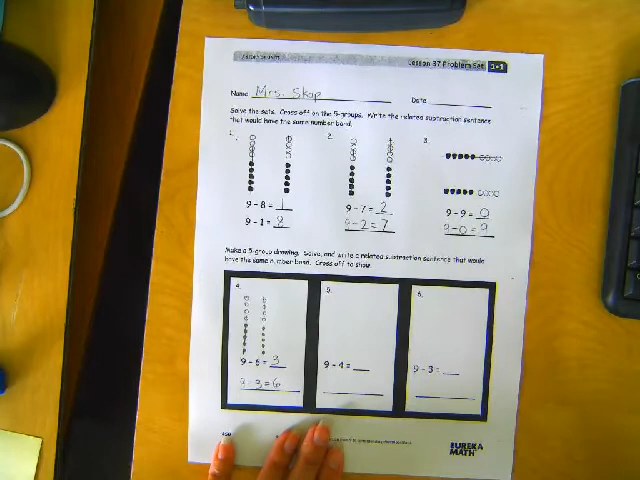 Lesson 37 Problem Set 1•1
Name Mrs. Skap Date
Solve the sets. Cross off on the 5-groups. Write the related subtraction sentence
that would have the same number bond.
1. 2. 3.
9 - 8 = 1 9 - 7 = 2 9 - 9 = 0
9 - 1 = 8 9 - 2 = 7 9 - 0 = 9
Make a 5-group drawing. Solve, and write a related subtraction sentence that would
have the same number bond. Cross off to show.
4. 5. 6.
9 - 6 = 3 9 - 4 = 9 - 3 =
9 - 3 = 6
EUREKA
MATH